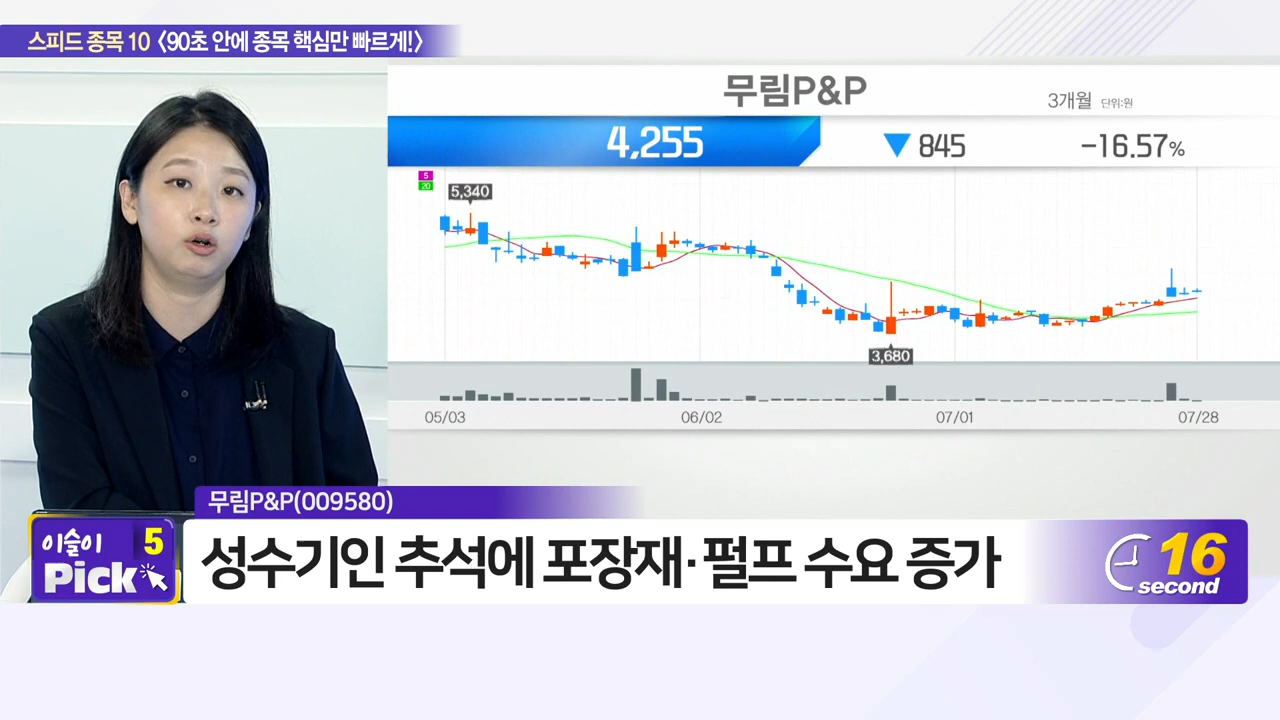 스피드 종목 10 〈90초 안에 종목 핵심만 빠르게!〉
무림P&P
3개월 단위:원
4,255 ▼ 845 -16.57%
5
20
5,340
3,680
05/03 06/02 07/01 07/28
무림P&P(009580)
이슬이 5
Pick
성수기인 추석에 포장재·펄프 수요 증가
16
second